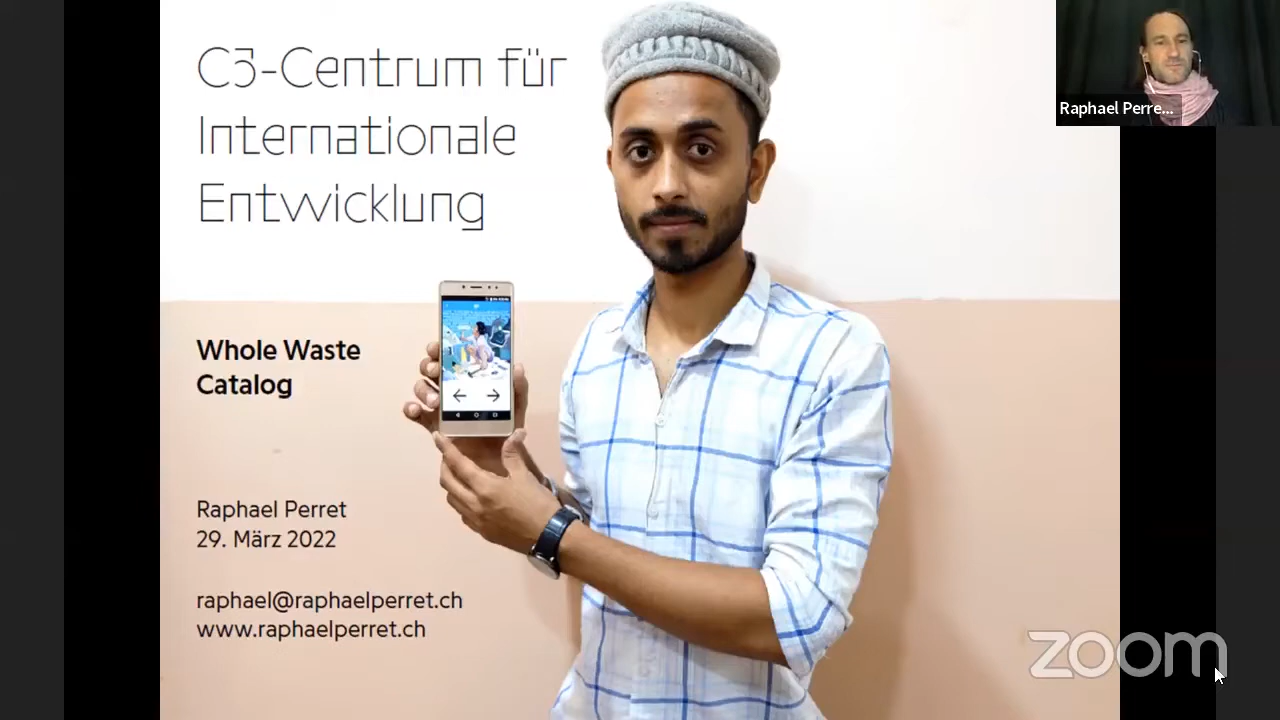 C3-Centrum für
Internationale
Entwicklung
Raphael Perre...
Whole Waste
Catalog
Raphael Perret
29. März 2022
raphael@raphaelperret.ch
www.raphaelperret.ch
zoom